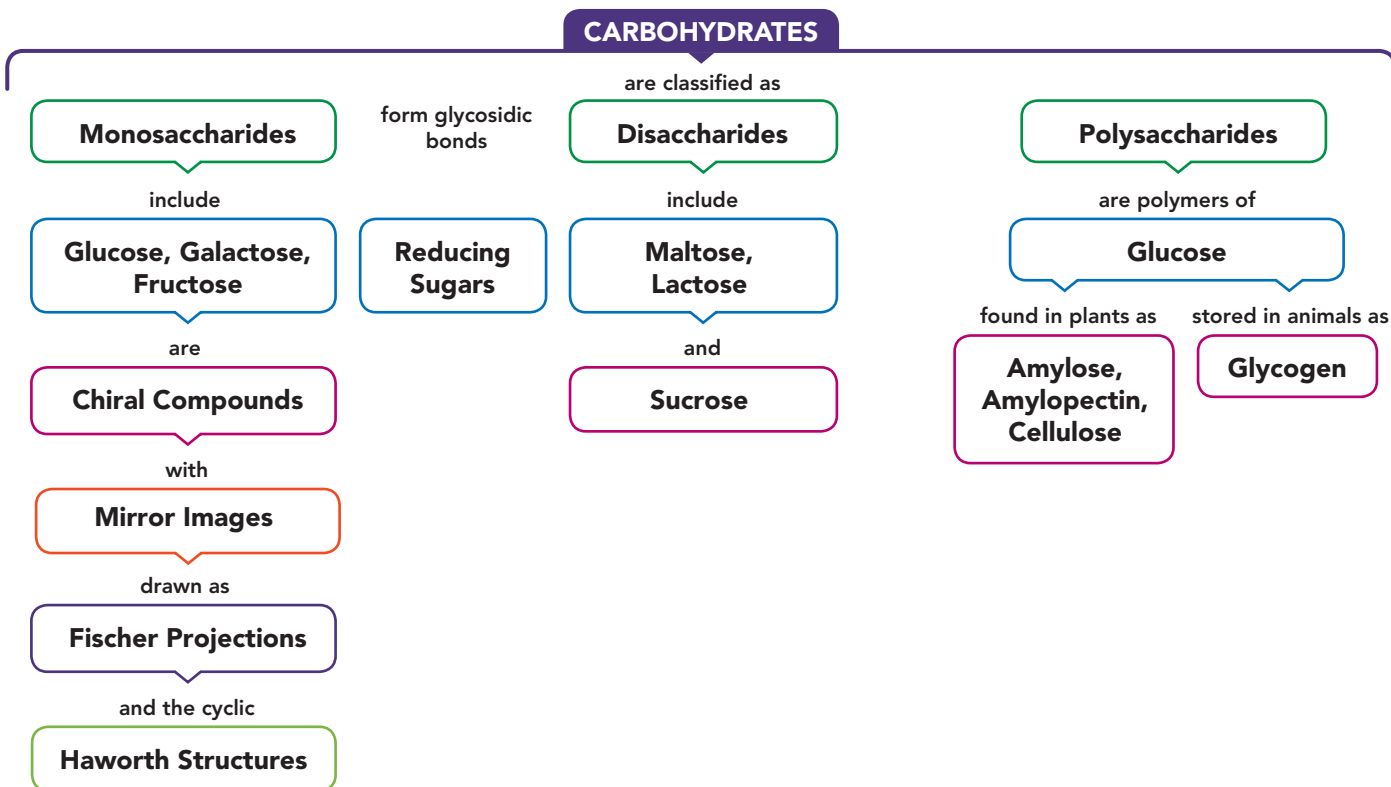 CARBOHYDRATES
are classified as
Monosaccharides
form glycosidic
bonds
Disaccharides
Polysaccharides
include
include
are polymers of
Glucose, Galactose,
Fructose
Reducing
Sugars
Maltose,
Lactose
Glucose
are
and
found in plants as
stored in animals as
Chiral Compounds
Sucrose
Amylose,
Amylopectin,
Cellulose
Glycogen
with
Mirror Images
drawn as
Fischer Projections
and the cyclic
Haworth Structures